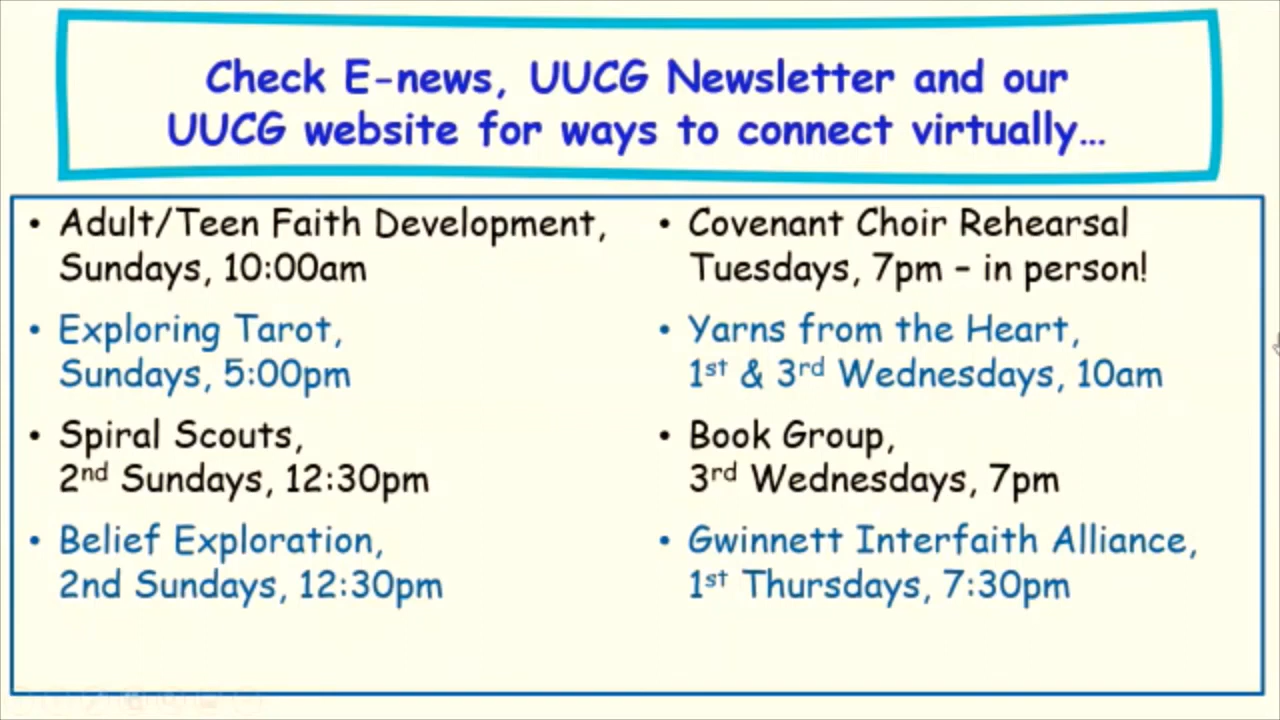 Check E-news, UUCG Newsletter and our
UUCG website for ways to connect virtually...
• Adult/Teen Faith Development,
Sundays, 10:00am
• Exploring Tarot,
Sundays, 5:00pm
• Spiral Scouts,
2nd Sundays, 12:30pm
• Belief Exploration,
2nd Sundays, 12:30pm
• Covenant Choir Rehearsal
Tuesdays, 7pm – in person!
• Yarns from the Heart,
1st & 3rd Wednesdays, 10am
• Book Group,
3rd Wednesdays, 7pm
• Gwinnett Interfaith Alliance,
1st Thursdays, 7:30pm